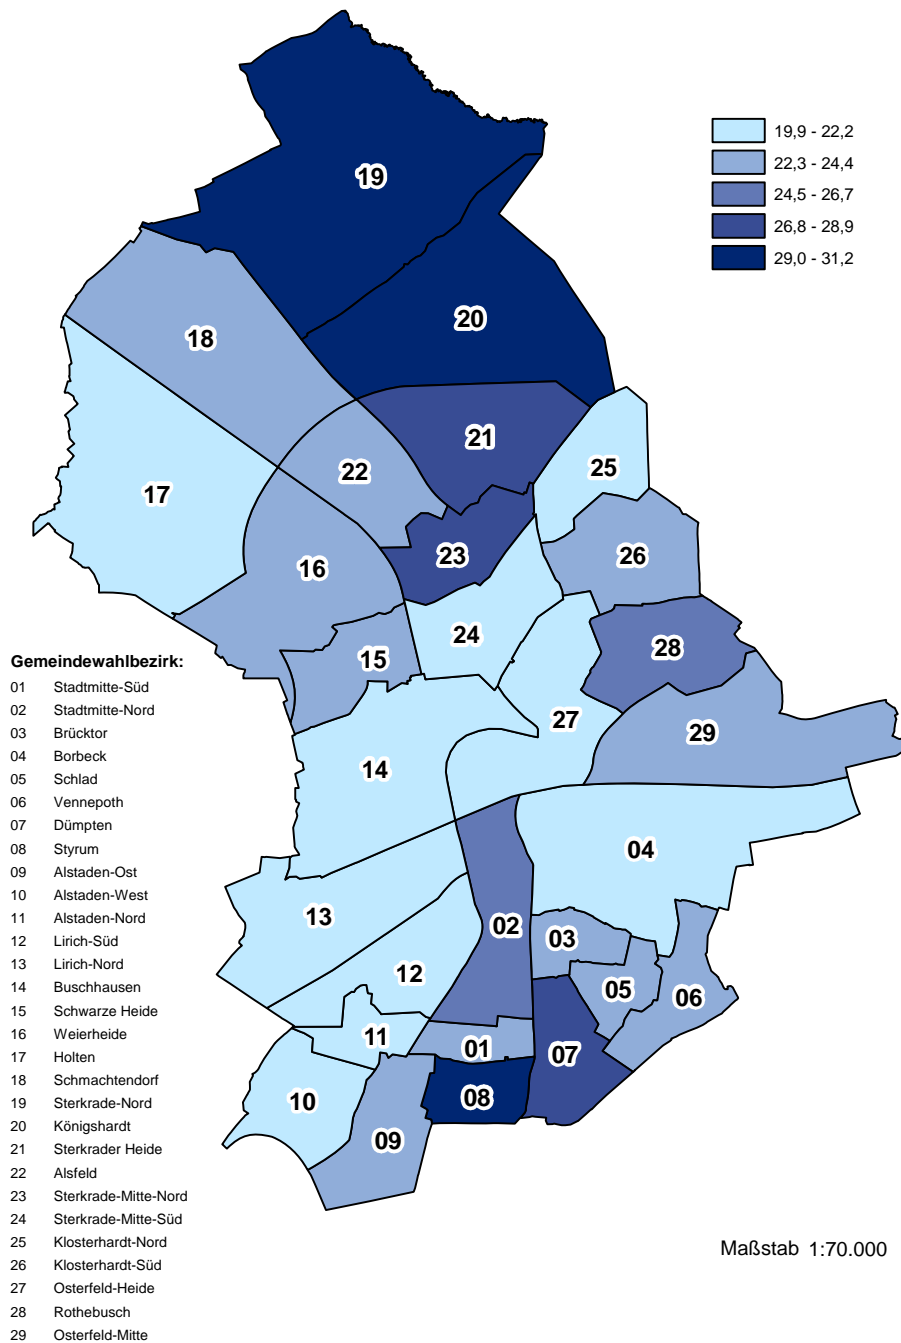 19,9 - 22,2
22,3 - 24,4
24,5 - 26,7
26,8 - 28,9
29,0 - 31,2
19
20
18
21
22
25
17
23
26
16
24
28
15
27
29
14
04
13
02
03
12
05
06
11
01
07
10
08
09
Gemeindewahlbezirk:
01 Stadtmitte-Süd
02 Stadtmitte-Nord
03 Brücktor
04 Borbeck
05 Schlad
06 Vennepoth
07 Dümpten
08 Styrum
09 Alstaden-Ost
10 Alstaden-West
11 Alstaden-Nord
12 Lirich-Süd
13 Lirich-Nord
14 Buschhausen
15 Schwarze Heide
16 Weierheide
17 Holten
18 Schmachtendorf
19 Sterkrade-Nord
20 Königshardt
21 Sterkrader Heide
22 Alsfeld
23 Sterkrade-Mitte-Nord
24 Sterkrade-Mitte-Süd
25 Klosterhardt-Nord
26 Klosterhardt-Süd
27 Osterfeld-Heide
28 Rothebusch
29 Osterfeld-Mitte
Maßstab 1:70.000